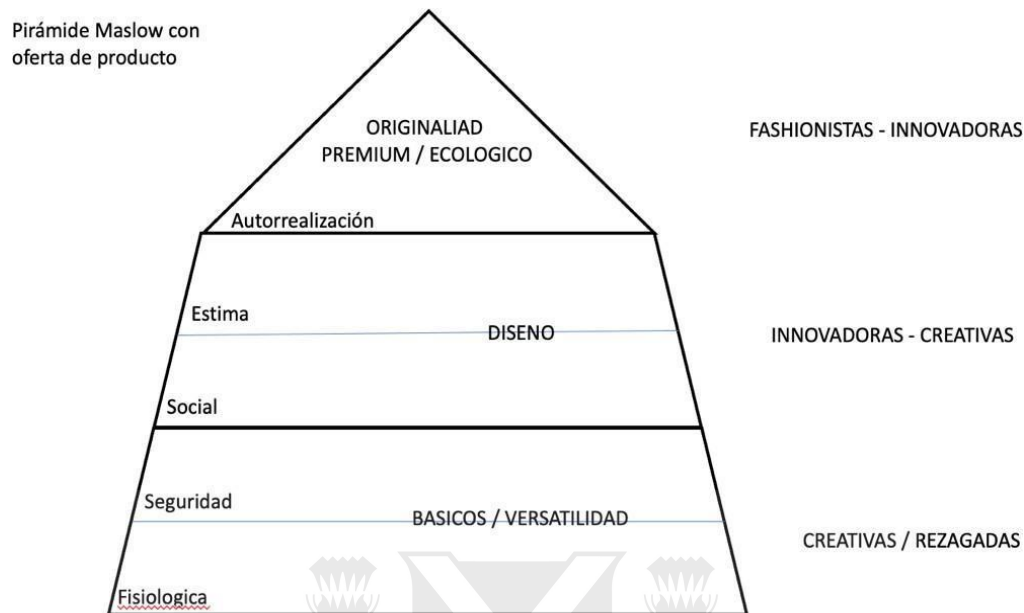 Pirámide Maslow con
oferta de producto
ORIGINALIAD
PREMIUM / ECOLOGICO
FASHIONISTAS - INNOVADORAS
Autorrealización
Estima
DISENO
INNOVADORAS - CREATIVAS
Social
Seguridad
BASICOS / VERSATILIDAD
CREATIVAS / REZAGADAS
Fisiologica